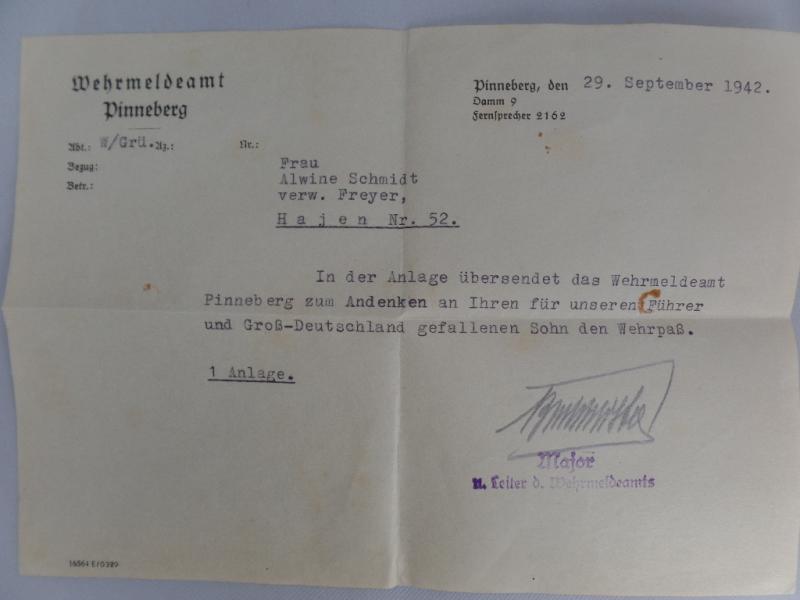 Wehrmeldeamt
Pinneberg
Pinneberg, den 29. September 1942.
Damm 9
Fernsprecher 2162
Abt.: W/Grü. Az.: Nr.:
Bezug:
Betr.:
Frau
Alwine Schmidt
verw. Freyer,
Hajen Nr. 52.
In der Anlage übersendet das Wehrmeldeamt
Pinneberg zum Andenken an Ihren für unseren Führer
und Groß-Deutschland gefallenen Sohn den Wehrpaß.
1 Anlage.
Major
u. Leiter d. Wehrmeldeamts